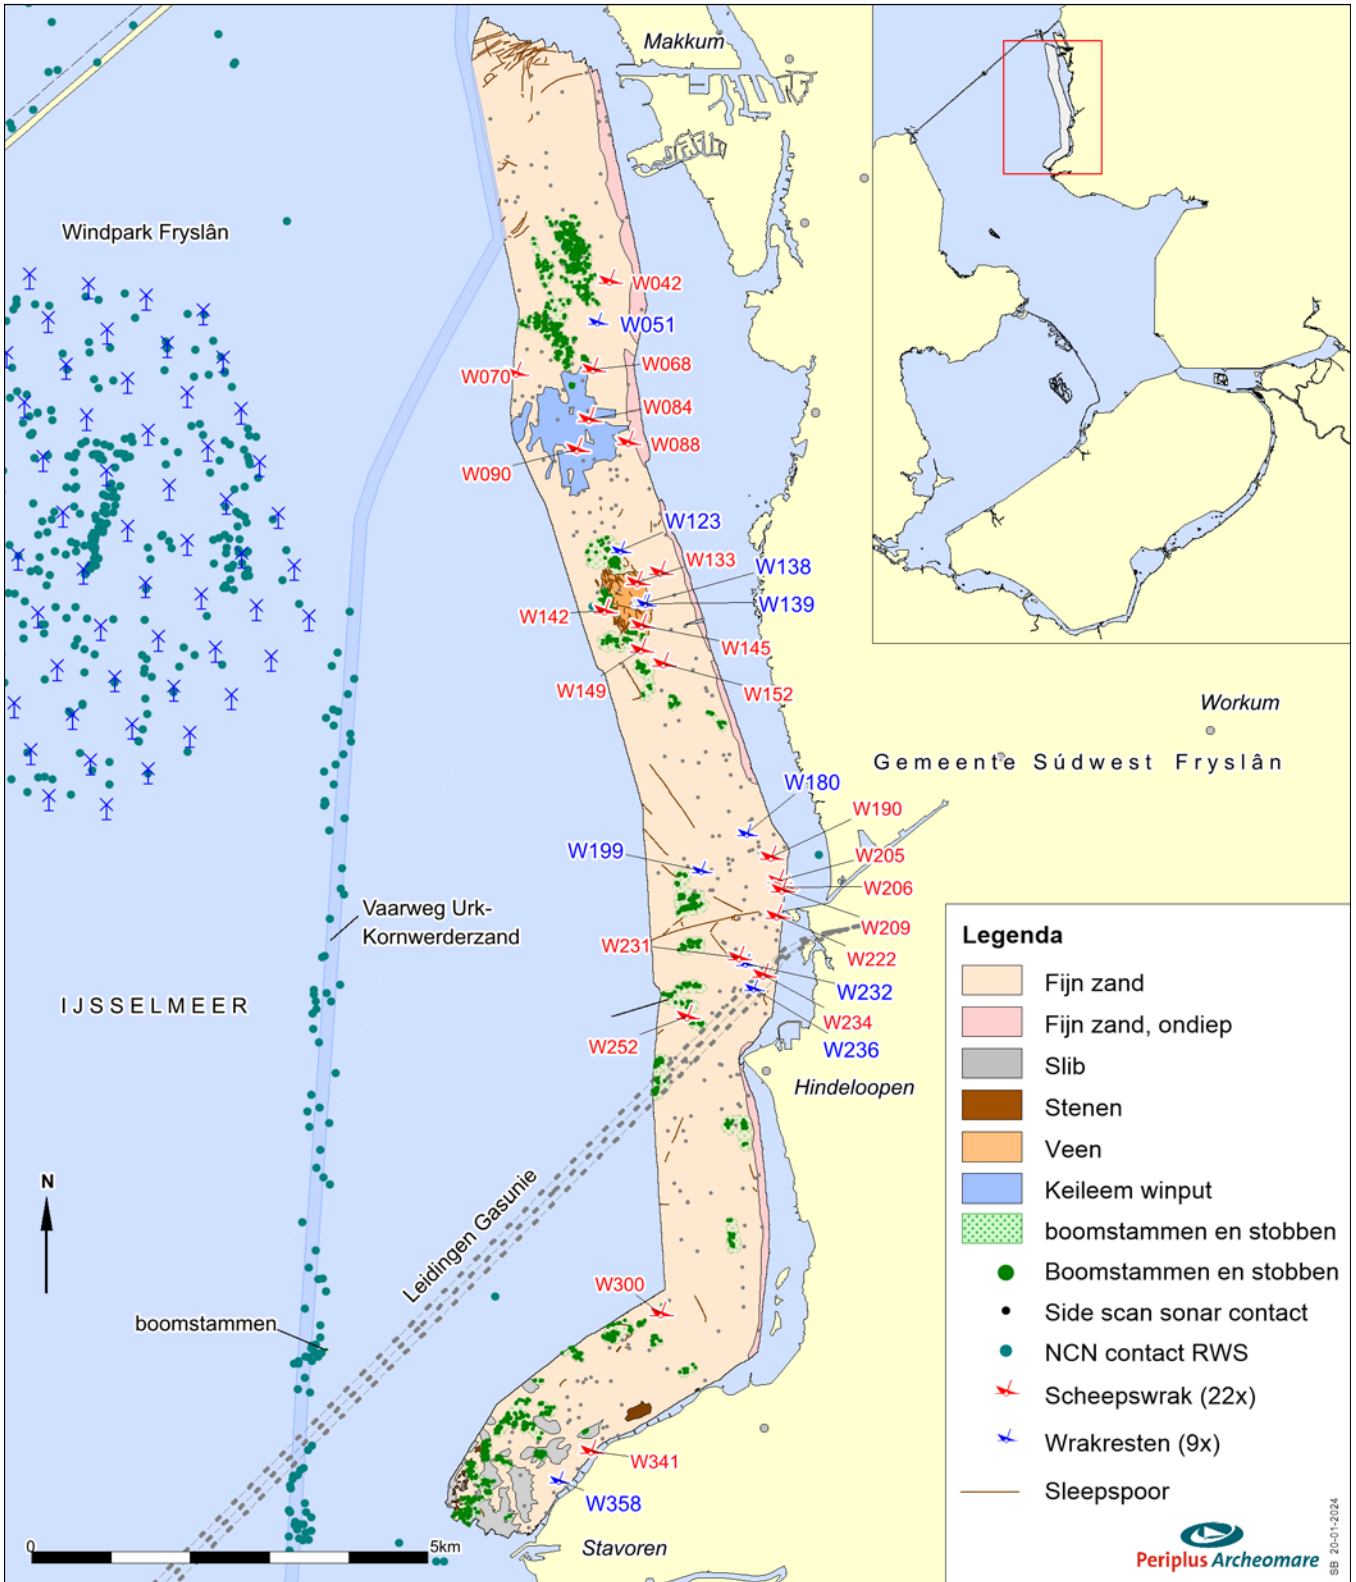 Makkum
Windpark Fryslân
W042
W051
W068
W070
W084
W088
W090
W123
W133
W138
W139
W142
W145
W149
W152
Workum
Gemeente Súdwest Fryslân
W180
W190
W199
W205
W206
W209
W222
W231
W232
W234
W236
W252
Vaarweg Urk-
Kornwerderzand
IJSSELMEER
Hindeloopen
Leidingen Gasunie
N
W300
boomstammen
W341
W358
Stavoren
0
5km
Legenda
Fijn zand
Fijn zand, ondiep
Slib
Stenen
Veen
Keileem winput
boomstammen en stobben
Boomstammen en stobben
Side scan sonar contact
NCN contact RWS
Scheepswrak (22x)
Wrakresten (9x)
Sleepspoor
Periplus Archeomare
SB 20-01-2024